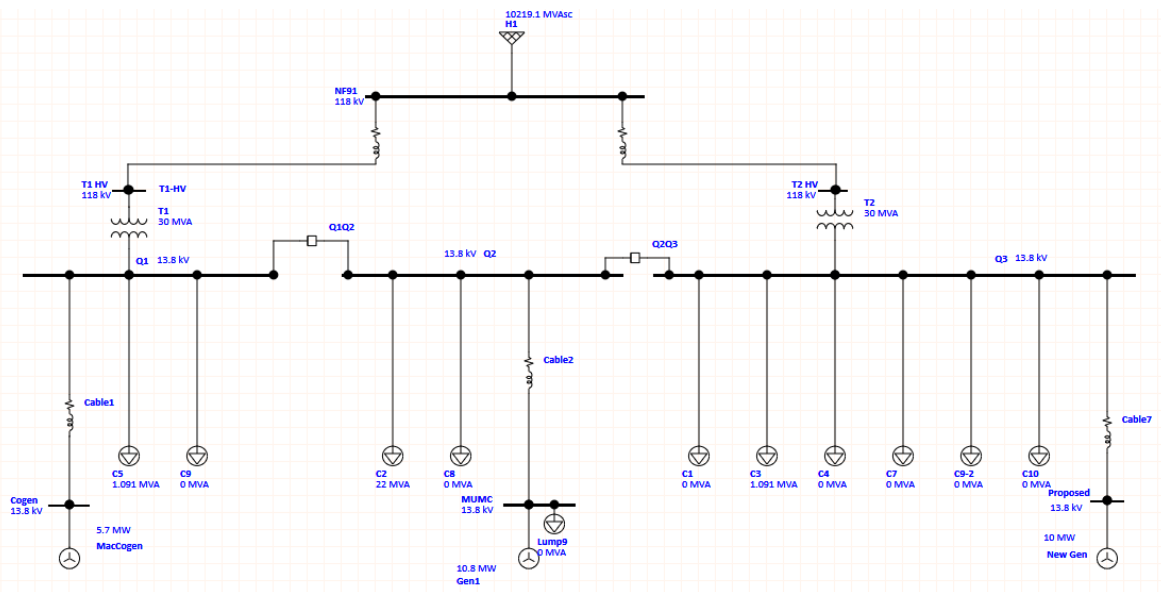 10219.1 MVAsc
H1
NF91
118 kV
T1 HV
118 kV
T1-HV
T1
30 MVA
T2 HV
118 kV
T2
30 MVA
Q1Q2
Q1 13.8 kV
13.8 kV Q2
Q2Q3
Q3 13.8 kV
Cable1
Cable2
Cable7
C5
1.091 MVA
C9
0 MVA
C2
22 MVA
C8
0 MVA
C1
0 MVA
C3
1.091 MVA
C4
0 MVA
C7
0 MVA
C9-2
0 MVA
C10
0 MVA
Cogen
13.8 kV
5.7 MW
MacCogen
MUMC
13.8 kV
Lump9
0 MVA
10.8 MW
Gen1
Proposed
13.8 kV
10 MW
New Gen